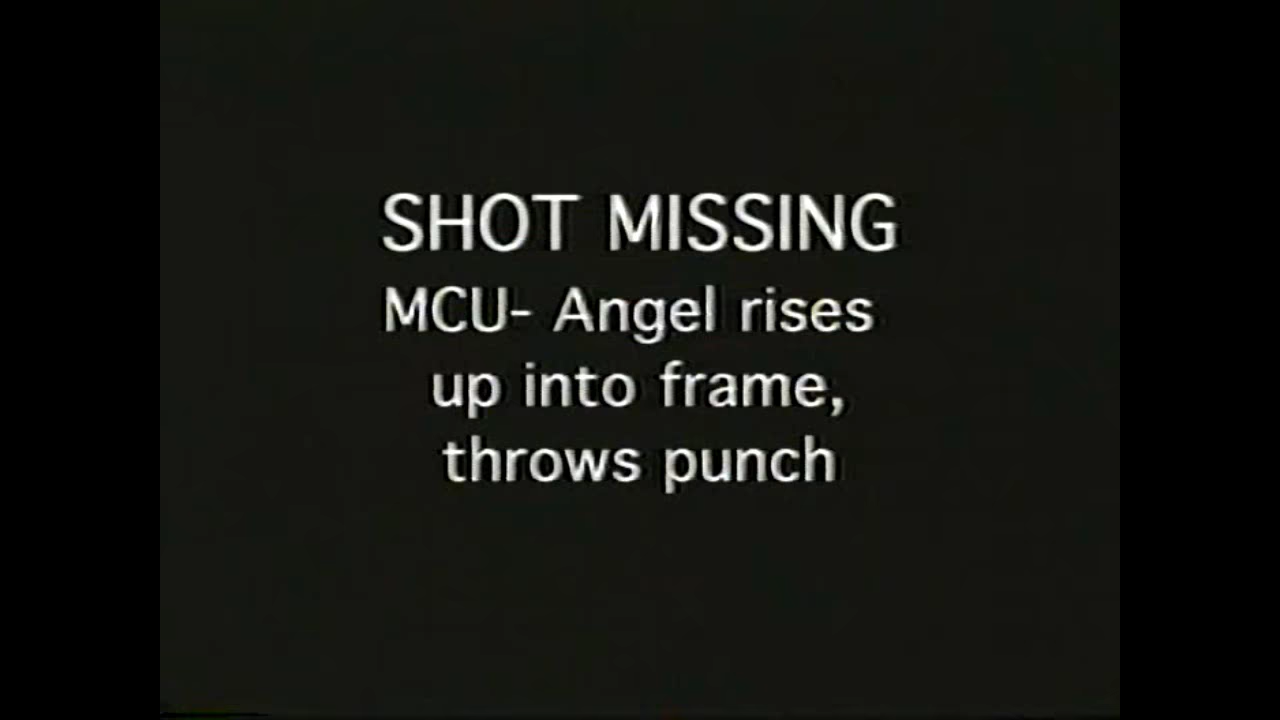 SHOT MISSING
MCU- Angel rises
up into frame,
throws punch